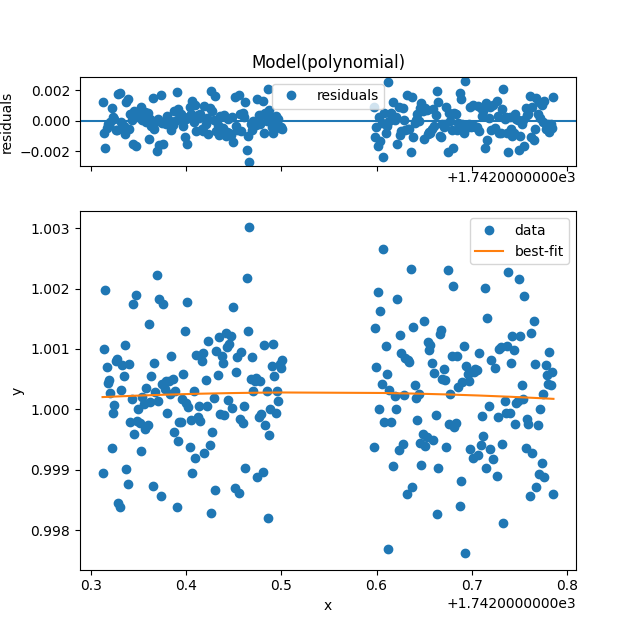 Model(polynomial)
residuals
0.002
0.000
−0.002
residuals
+1.7420000000e3
1.003
1.002
1.001
1.000
0.999
0.998
y
data
best-fit
0.3 0.4 0.5 0.6 0.7 0.8
x
+1.7420000000e3